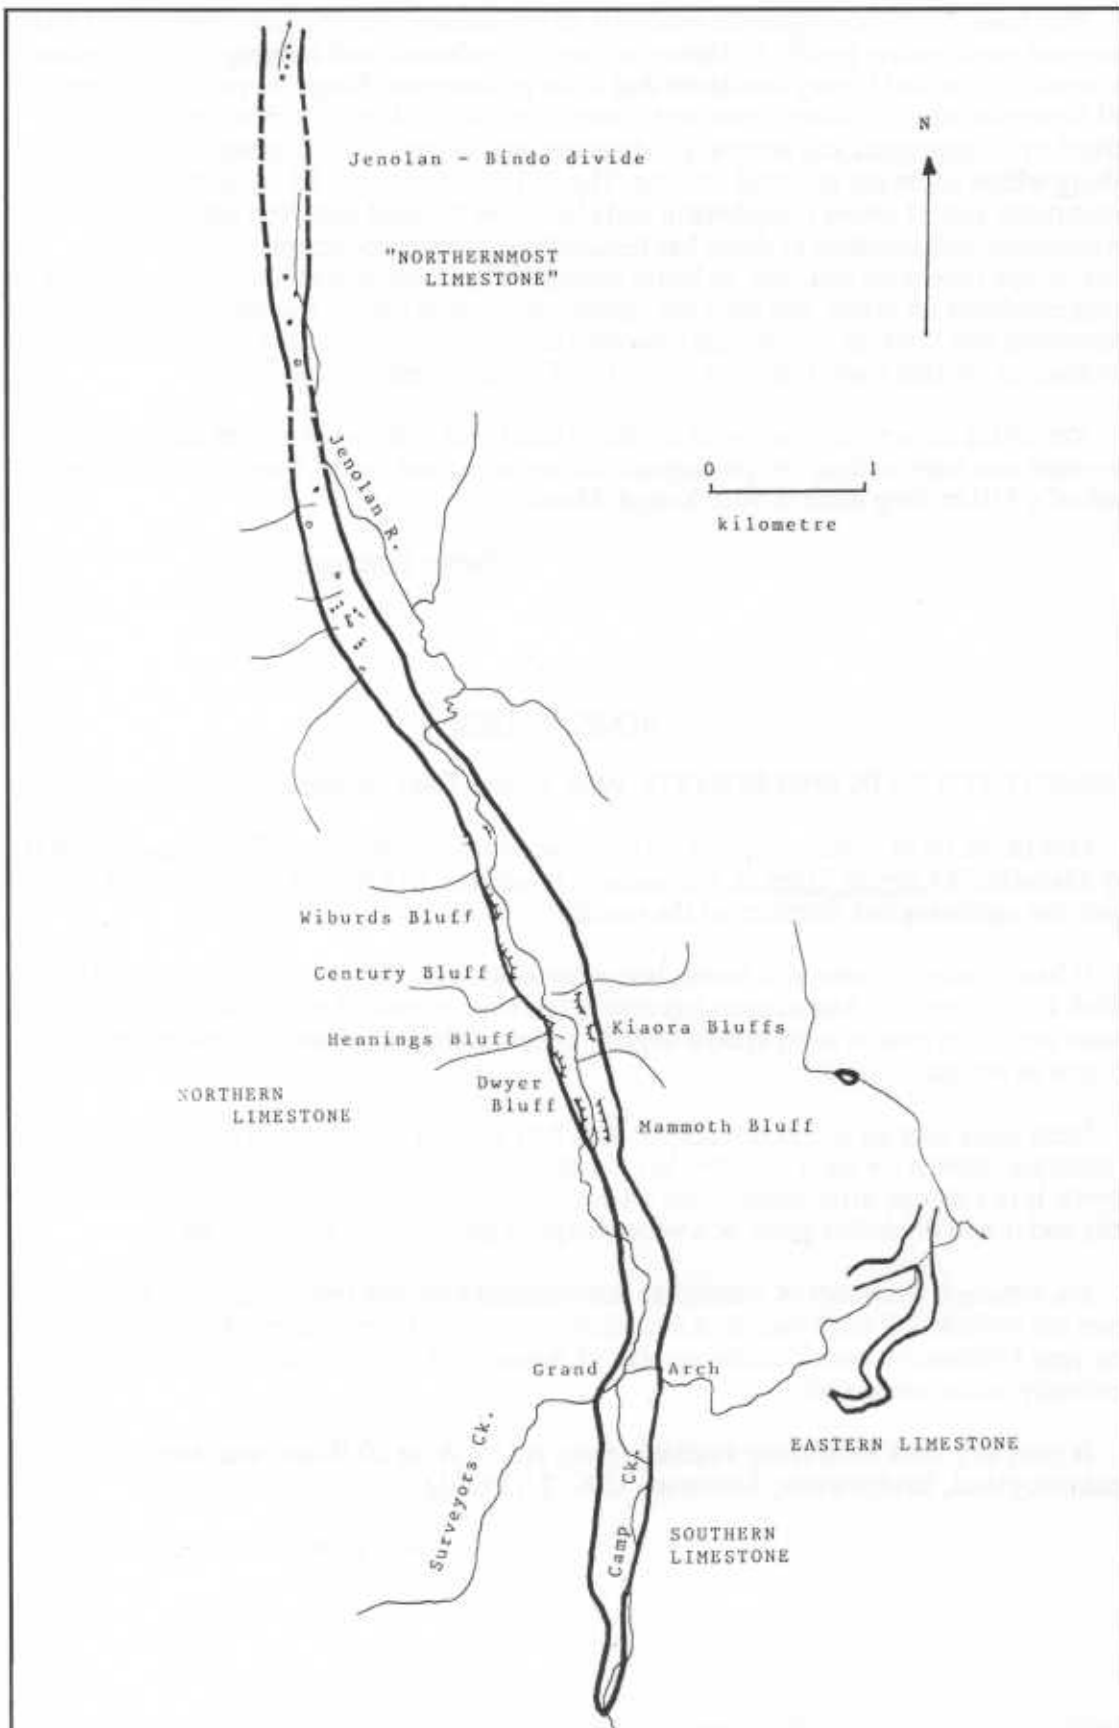 N
Jenolan - Bindo divide
"NORTHERNMOST
LIMESTONE"
Jenolan R.
0 1
kilometre
Wiburds Bluff
Century Bluff
Hennings Bluff
Kiaora Bluffs
Dwyer
Bluff
NORTHERN
LIMESTONE
Mammoth Bluff
Grand Arch
Surveyors Ck.
Camp Ck.
EASTERN LIMESTONE
SOUTHERN
LIMESTONE